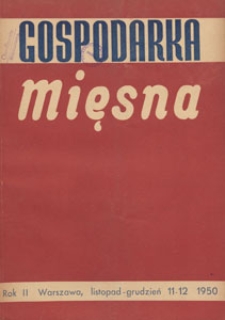 GOSPODARKA
mięsna
Rok II Warszawa, listopad-grudzień 11-12 1950